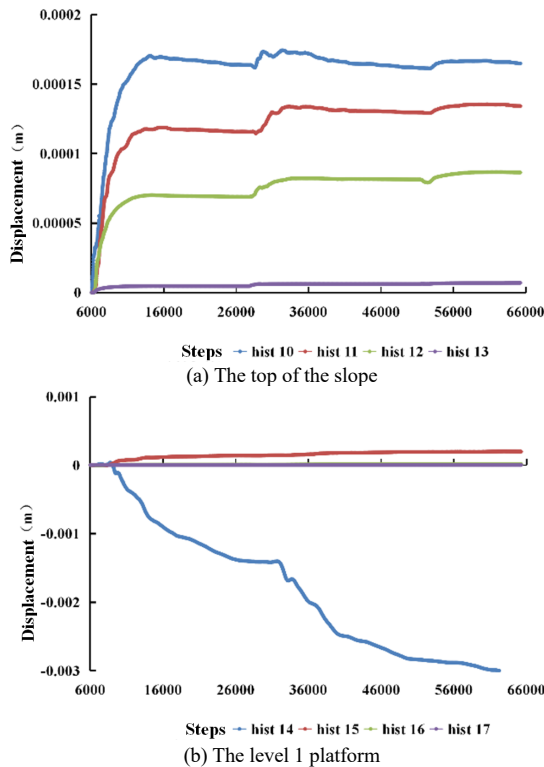 0.0002
0.00015
0.0001
0.00005
0
Displacement（m）
6000 16000 26000 36000 46000 56000 66000
Steps hist 10 hist 11 hist 12 hist 13
(a) The top of the slope
0.001
0
-0.001
-0.002
-0.003
Displacement（m）
6000 16000 26000 36000 46000 56000 66000
Steps hist 14 hist 15 hist 16 hist 17
(b) The level 1 platform